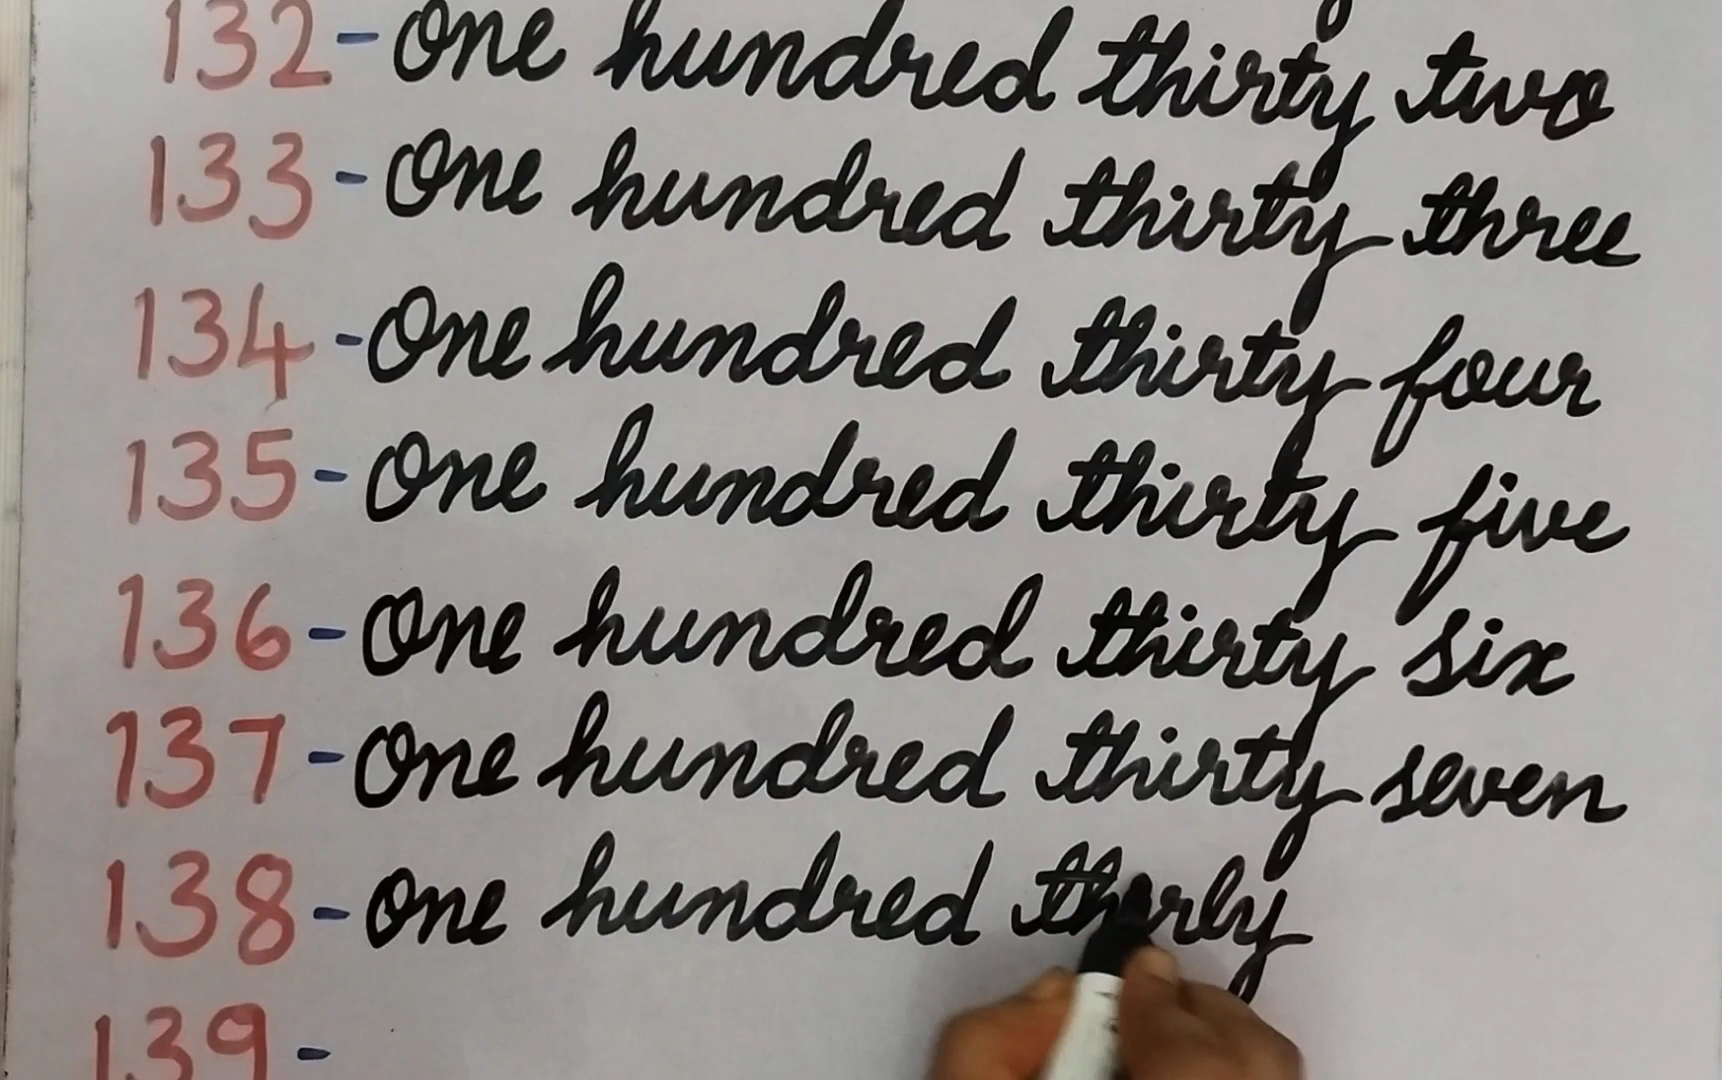 132-One hundred thirty two
133-One hundred thirty three
134-One hundred thirty four
135-One hundred thirty five
136-One hundred thirty six
137-One hundred thirty seven
138-One hundred
139-